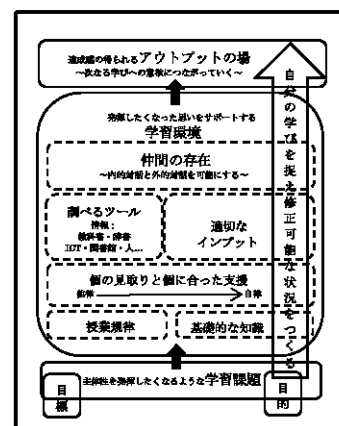 達成感の得られるアウトプットの場
~次なる学びへの意欲につながっていく~
発揮したくなった思いをサポートする
学習環境
仲間の存在
~内的対話と外的対話を可能にする~
調べるツール
情報:
教科書・辞書
ICT・図書館・人…
適切な
インプット
個の見取りと個に合った支援
他律
自律
授業規律
基礎的な知識
主体性を発揮したくなるような学習課題
目標
目的
自分の学びを捉え修正可能な状況をつくる